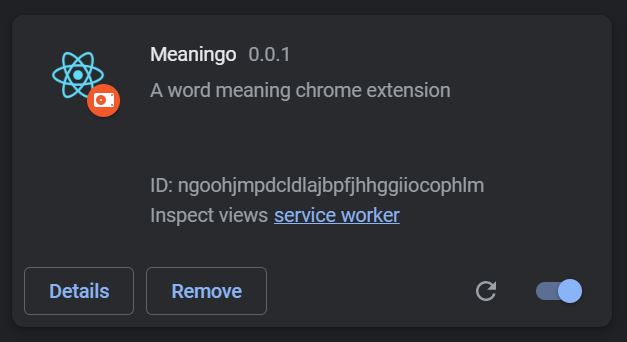 Meaningo 0.0.1
A word meaning chrome extension
ID: ngoohjmpdcldlajbpfjhhggiiocophlm
Inspect views service worker
Details Remove